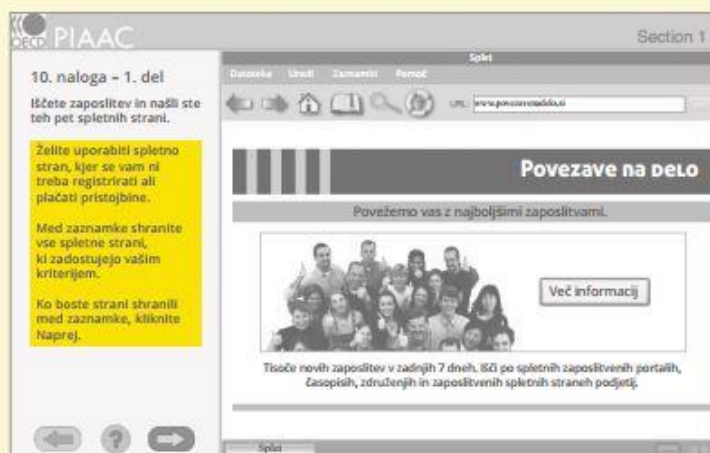 OECD PIAAC
Section 1
10. naloga – 1. del
Iščete zaposlitev in našli ste
teh pet spletnih strani.
Želite uporabiti spletno
stran, kjer se vam ni
treba registrirati ali
plačati pristojbine.
Med zaznamke shranite
vse spletne strani,
ki zadostujejo vašim
kriterijem.
Ko boste strani shranili
med zaznamke, kliknite
Naprej.
?
Splet
Datoteka Uredi Zaznamki Pomoč
URL: www.povezavenadelo.si
Povezave na DELO
Povežemo vas z najboljšimi zaposlitvami.
Več informacij
Tisoče novih zaposlitev v zadnjih 7 dneh. Išči po spletnih zaposlitvenih portalih,
časopisih, združenjih in zaposlitvenih spletnih straneh podjetij.
Splet